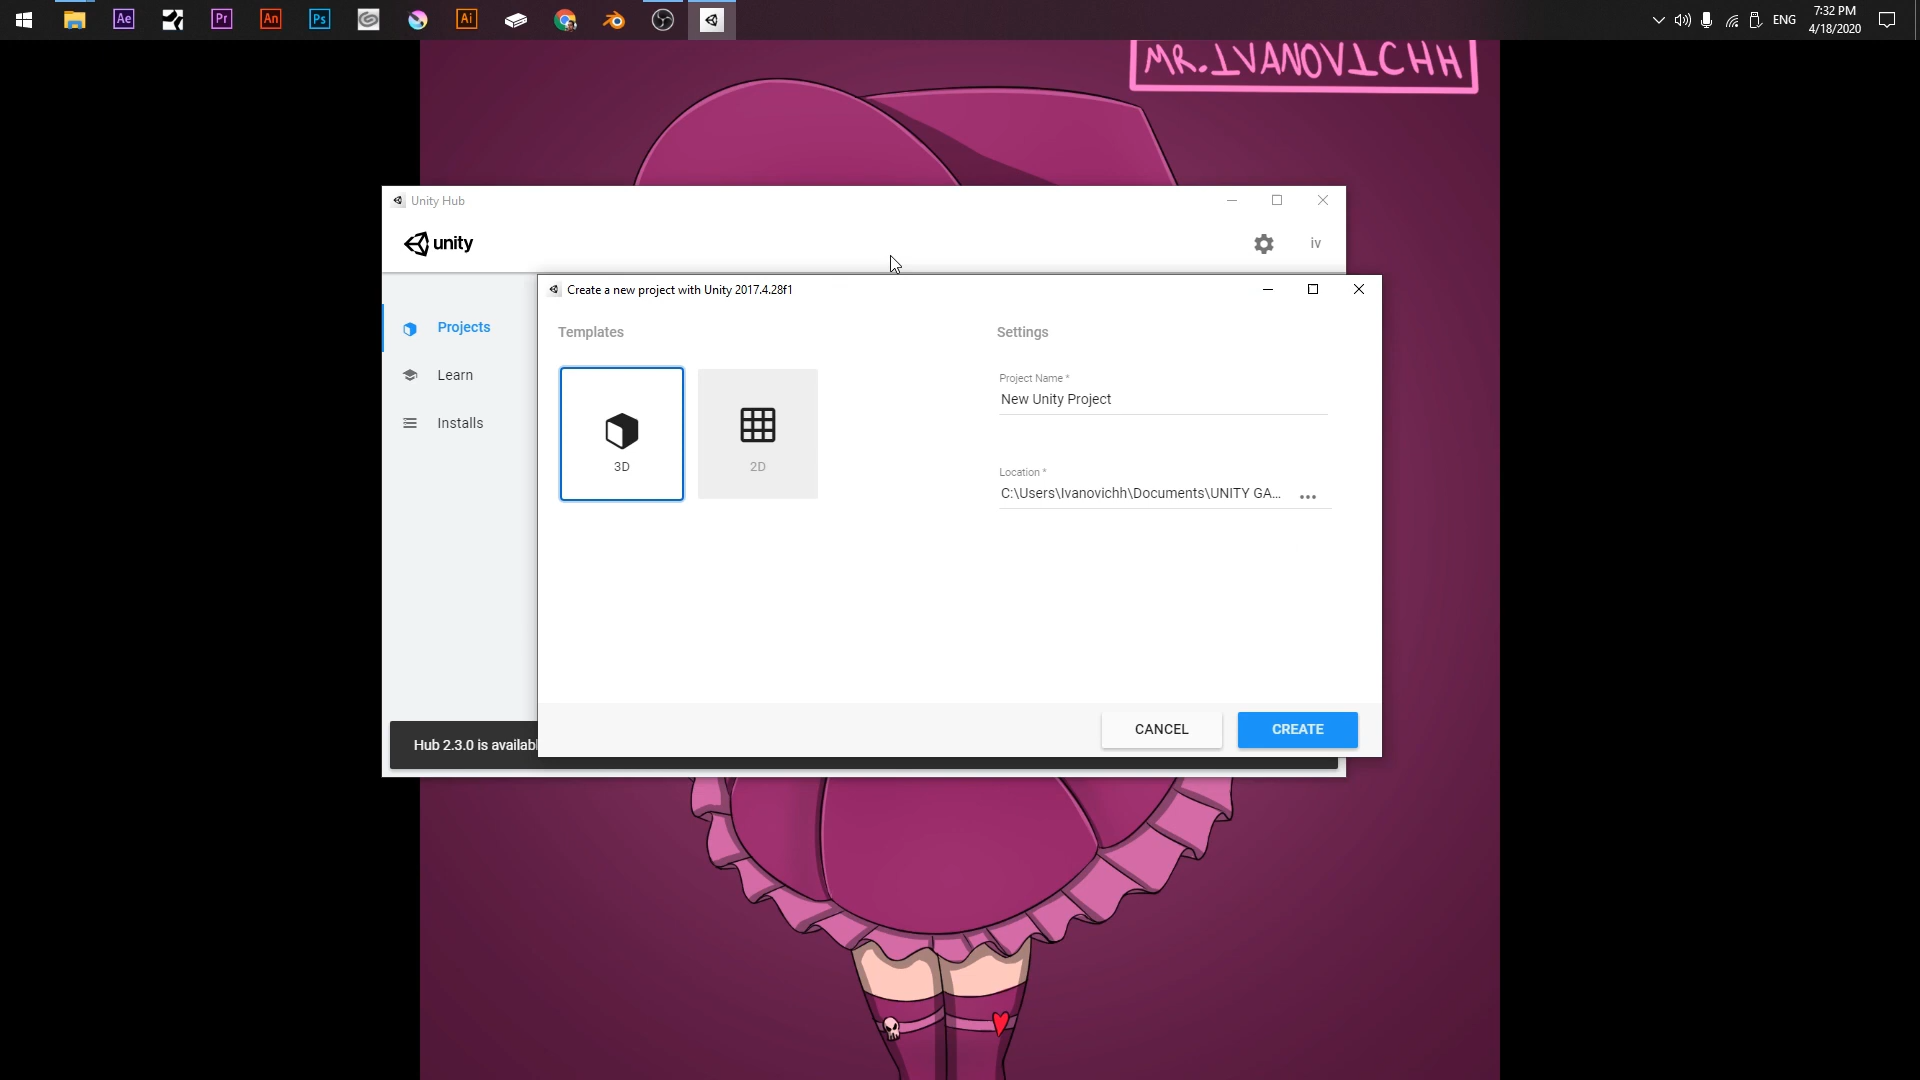 Ae
Pr
An
Ps
Ai
ENG
7:32 PM
4/18/2020
MR.IVANOVICHH
Unity Hub
unity
iv
Create a new project with Unity 2017.4.28f1
Projects
Learn
Installs
Templates
3D
2D
Settings
Project Name *
New Unity Project
Location *
C:\Users\Ivanovichh\Documents\UNITY GA...
Hub 2.3.0 is availabl
CANCEL
CREATE